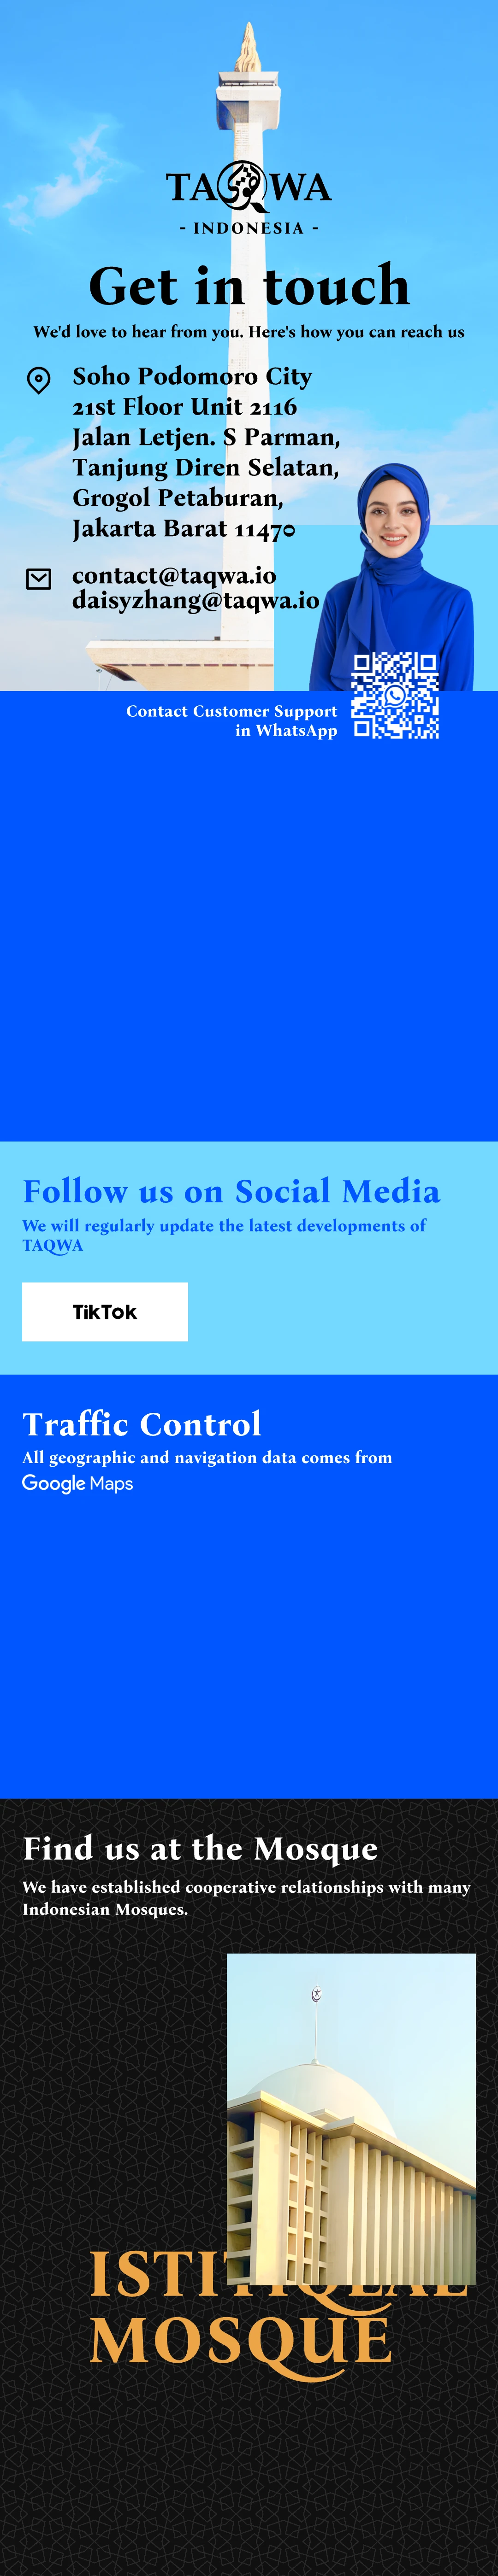 TAQWA
- INDONESIA -
Get in touch
We'd love to hear from you. Here's how you can reach us
Soho Podomoro City
21st Floor Unit 2116
Jalan Letjen. S Parman,
Tanjung Diren Selatan,
Grogol Petaburan,
Jakarta Barat 11470
contact@taqwa.io
daisyzhang@taqwa.io
Contact Customer Support
in WhatsApp
Follow us on Social Media
We will regularly update the latest developments of
TAQWA
TikTok
Traffic Control
All geographic and navigation data comes from
Google Maps
Find us at the Mosque
We have established cooperative relationships with many
Indonesian Mosques.
ISTITIQLAL
MOSQUE